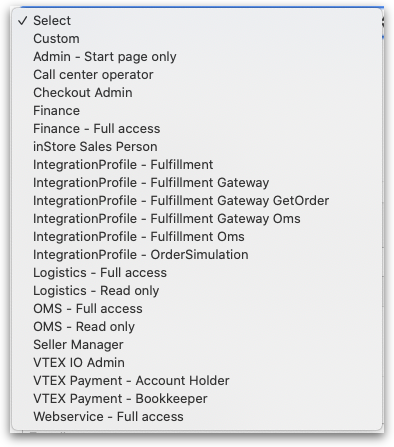 ✓ Select
Custom
Admin - Start page only
Call center operator
Checkout Admin
Finance
Finance - Full access
inStore Sales Person
IntegrationProfile - Fulfillment
IntegrationProfile - Fulfillment Gateway
IntegrationProfile - Fulfillment Gateway GetOrder
IntegrationProfile - Fulfillment Gateway Oms
IntegrationProfile - Fulfillment Oms
IntegrationProfile - OrderSimulation
Logistics - Full access
Logistics - Read only
OMS - Full access
OMS - Read only
Seller Manager
VTEX IO Admin
VTEX Payment - Account Holder
VTEX Payment - Bookkeeper
Webservice - Full access